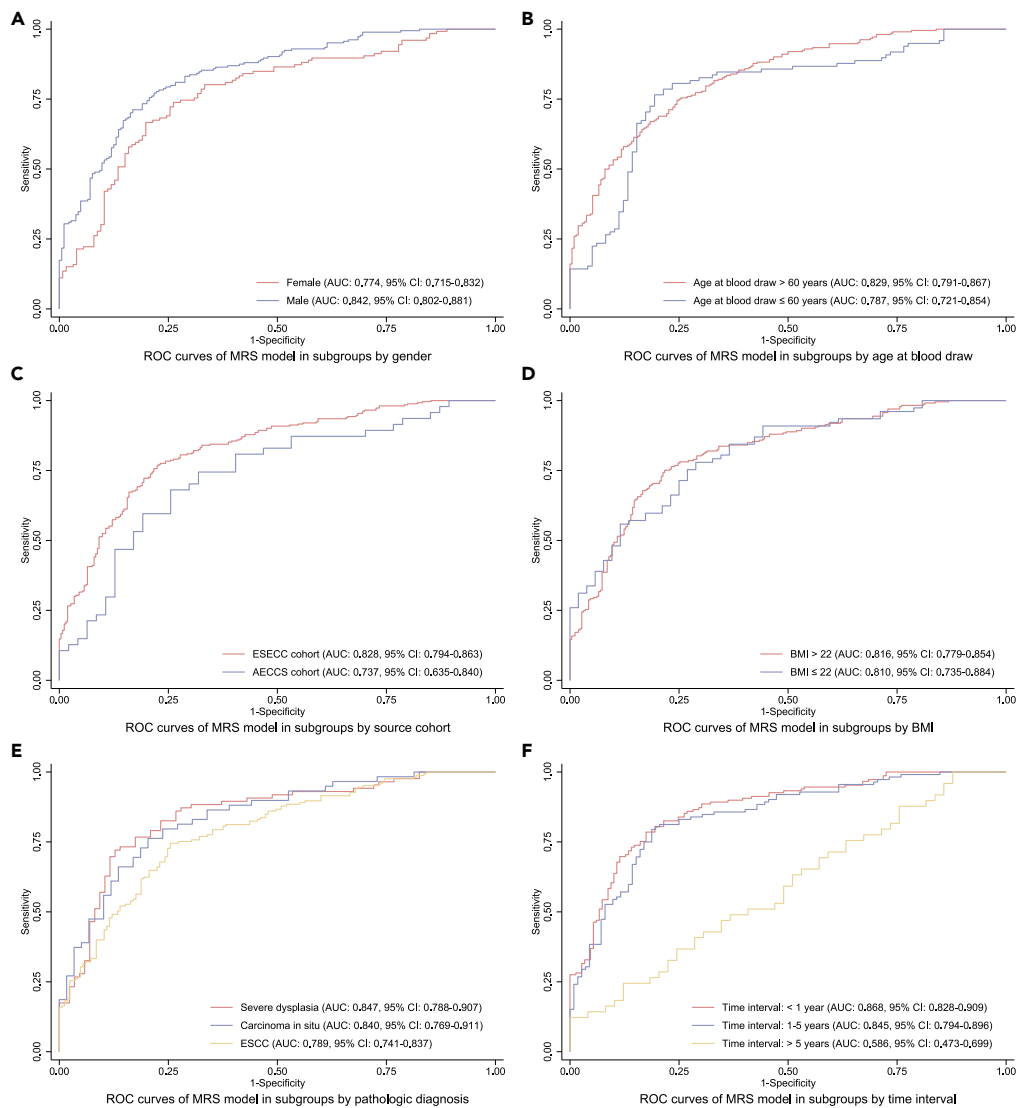 A
Sensitivity
0.00 0.25 0.50 0.75 1.00
Female (AUC: 0.774, 95% CI: 0.715-0.832)
Male (AUC: 0.842, 95% CI: 0.802-0.881)
0.00 0.25 0.50 0.75 1.00
1-Specificity
ROC curves of MRS model in subgroups by gender
B
Sensitivity
0.00 0.25 0.50 0.75 1.00
Age at blood draw > 60 years (AUC: 0.829, 95% CI: 0.791-0.867)
Age at blood draw ≤ 60 years (AUC: 0.787, 95% CI: 0.721-0.854)
0.00 0.25 0.50 0.75 1.00
1-Specificity
ROC curves of MRS model in subgroups by age at blood draw
C
Sensitivity
0.00 0.25 0.50 0.75 1.00
ESECC cohort (AUC: 0.828, 95% CI: 0.794-0.863)
AECCS cohort (AUC: 0.737, 95% CI: 0.635-0.840)
0.00 0.25 0.50 0.75 1.00
1-Specificity
ROC curves of MRS model in subgroups by source cohort
D
Sensitivity
0.00 0.25 0.50 0.75 1.00
BMI > 22 (AUC: 0.816, 95% CI: 0.779-0.854)
BMI ≤ 22 (AUC: 0.810, 95% CI: 0.735-0.884)
0.00 0.25 0.50 0.75 1.00
1-Specificity
ROC curves of MRS model in subgroups by BMI
E
Sensitivity
0.00 0.25 0.50 0.75 1.00
Severe dysplasia (AUC: 0.847, 95% CI: 0.788-0.907)
Carcinoma in situ (AUC: 0.840, 95% CI: 0.769-0.911)
ESCC (AUC: 0.789, 95% CI: 0.741-0.837)
0.00 0.25 0.50 0.75 1.00
1-Specificity
ROC curves of MRS model in subgroups by pathologic diagnosis
F
Sensitivity
0.00 0.25 0.50 0.75 1.00
Time interval: < 1 year (AUC: 0.868, 95% CI: 0.828-0.909)
Time interval: 1-5 years (AUC: 0.845, 95% CI: 0.794-0.896)
Time interval: > 5 years (AUC: 0.586, 95% CI: 0.473-0.699)
0.00 0.25 0.50 0.75 1.00
1-Specificity
ROC curves of MRS model in subgroups by time interval